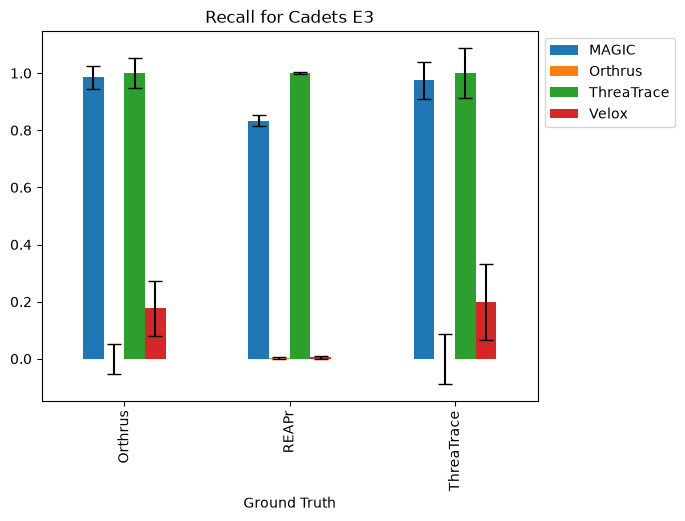 Recall for Cadets E3
MAGIC
Orthrus
ThreaTrace
Velox
1.0
0.8
0.6
0.4
0.2
0.0
Orthrus
REAPr
ThreaTrace
Ground Truth